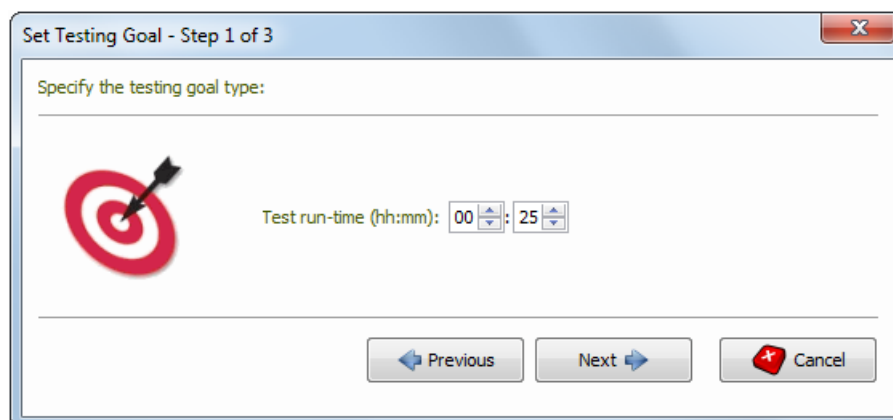 Set Testing Goal - Step 1 of 3
Specify the testing goal type:
Test run-time (hh:mm): 00 : 25
Previous Next Cancel